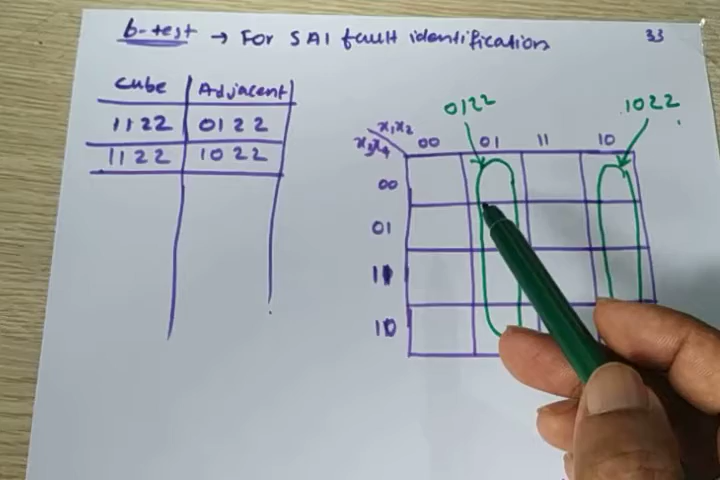 b-test → For SA1 fault identification
33
Cube Adjacent
1122 0122
1122 1022
0122
1022
x1x2
x3x4
00 01 11 10
00
01
11
10